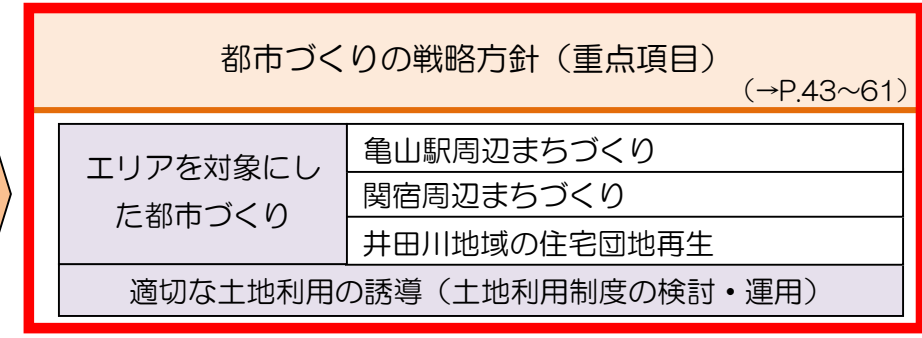 都市づくりの戦略方針（重点項目）
（→P.43～61）
エリアを対象にし
た都市づくり
亀山駅周辺まちづくり
関宿周辺まちづくり
井田川地域の住宅団地再生
適切な土地利用の誘導（土地利用制度の検討・運用）